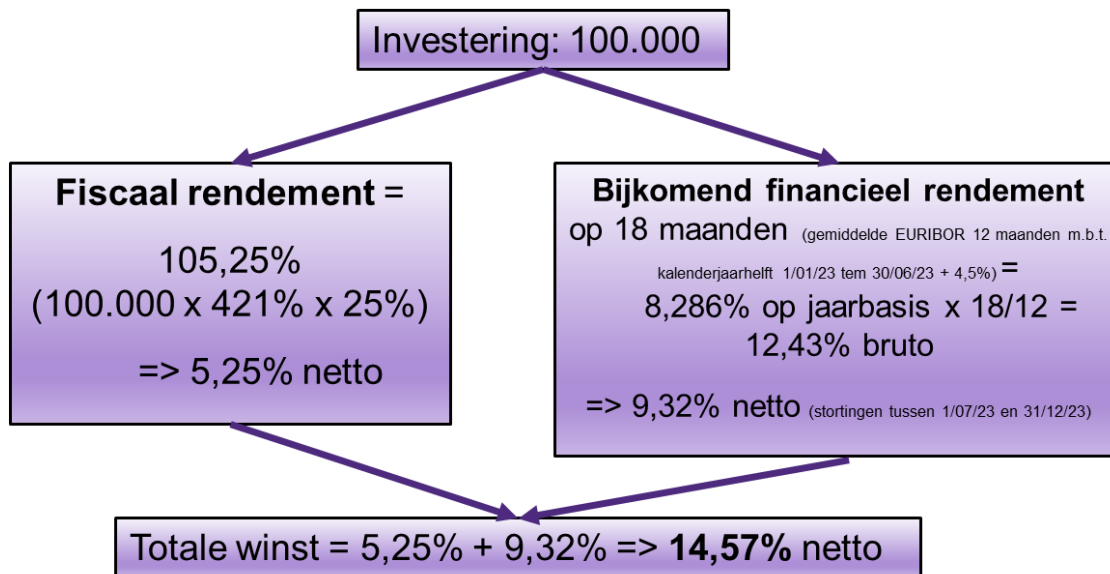 Investering: 100.000
Fiscaal rendement =
105,25%
(100.000 x 421% x 25%)
=> 5,25% netto
Bijkomend financieel rendement
op 18 maanden (gemiddelde EURIBOR 12 maanden m.b.t.
kalenderjaarhelft 1/01/23 tem 30/06/23 + 4,5%) =
8,286% op jaarbasis x 18/12 =
12,43% bruto
=> 9,32% netto (stortingen tussen 1/07/23 en 31/12/23)
Totale winst = 5,25% + 9,32% => 14,57% netto